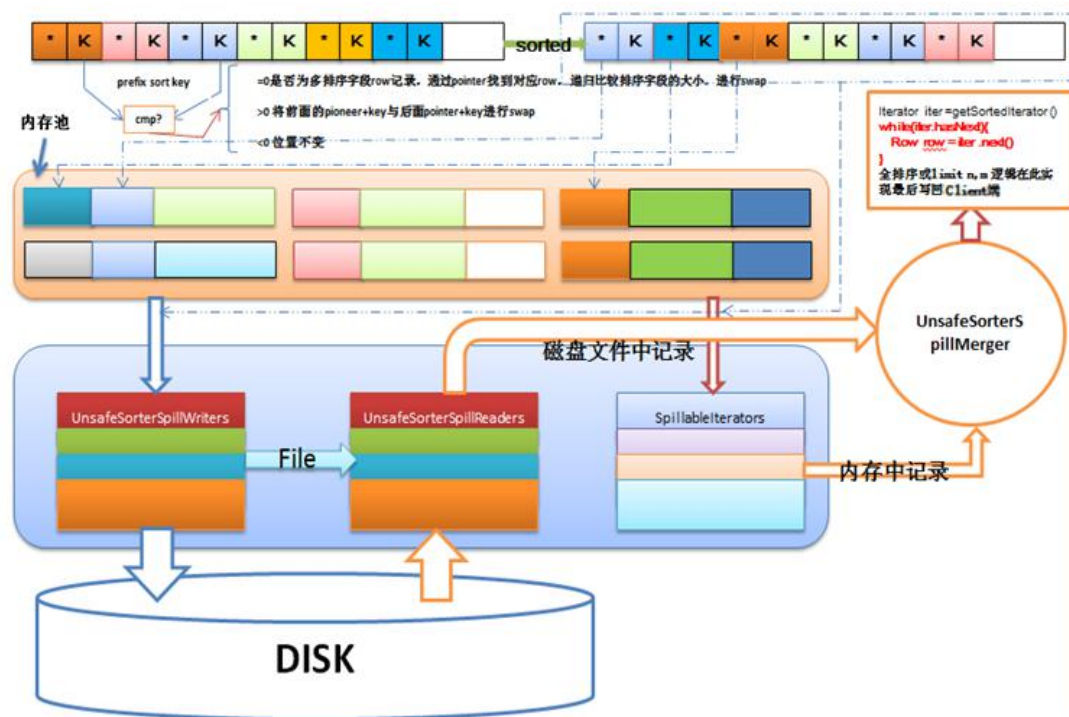 * K * K * K * K * K * K
sorted
* K * K * K * K * K * K
prefix sort key
cmp?
=0是否为多排序字段row记录，通过pointer找到对应row，递归比较排序字段的大小，进行swap
>0 将前面的pioneer+key与后面pointer+key进行swap
<0 位置不变
内存池
Iterator iter =getSortedIterator()
while(iter.hasNext){
Row row = iter .next()
}
全排序或limit n,m 逻辑在此实
现最后写回Client端
UnsafeSorterS
pillMerger
磁盘文件中记录
UnsafeSorterSpillWriters
UnsafeSorterSpillReaders
SpillableIterators
File
内存中记录
DISK